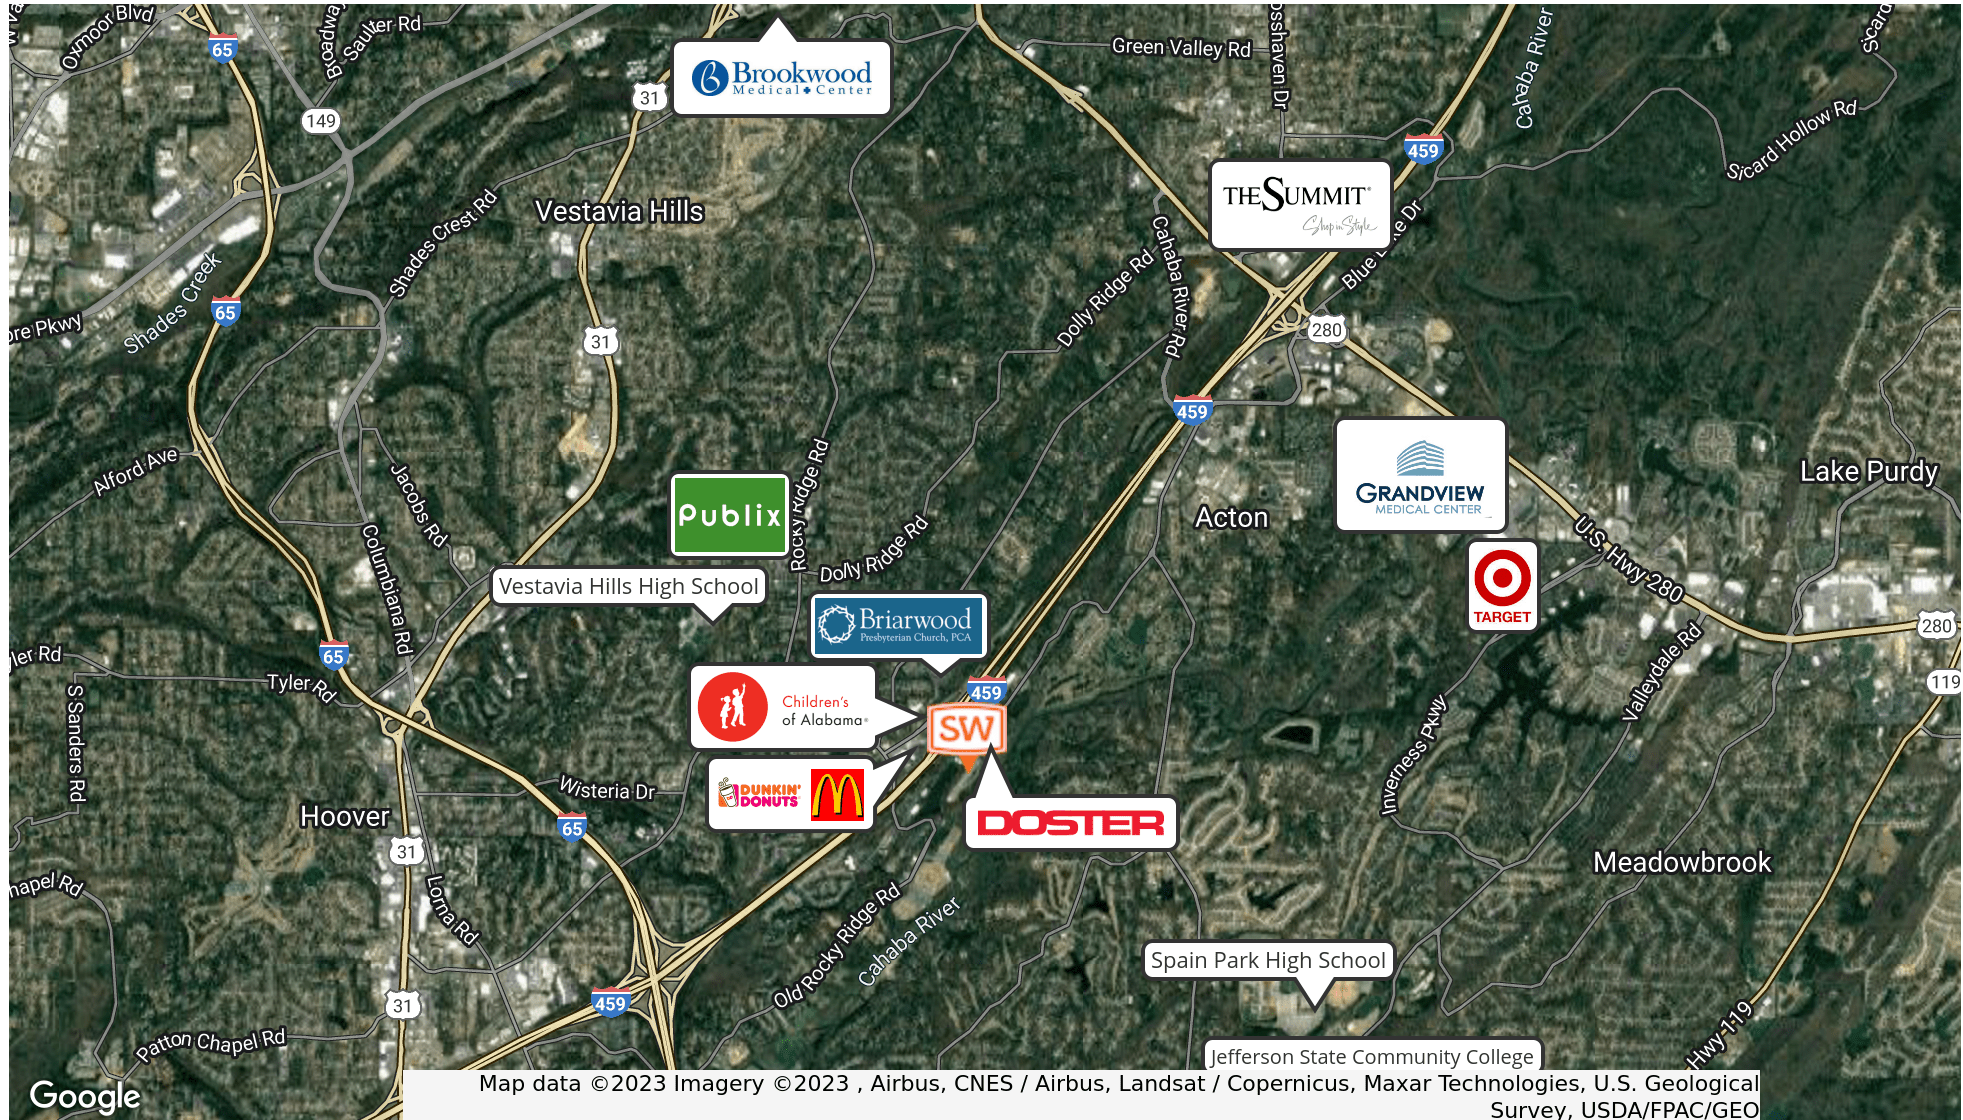 Oxmoor Blvd
65
Broadway
Saulter Rd
149
31
Brookwood
Medical Center
Green Valley Rd
Cahaba River
Sicard
Sicard Hollow Rd
459
THE SUMMIT
Shop in Style
Vestavia Hills
Shades Crest Rd
Cahaba River Rd
Blue Lake Dr
Shades Creek
65
ore Pkwy
31
Dolly Ridge Rd
280
459
Alford Ave
Jacobs Rd
Rocky Ridge Rd
Publix
Acton
GRANDVIEW
MEDICAL CENTER
Lake Purdy
Columbiana Rd
Dolly Ridge Rd
U.S. Hwy 280
Vestavia Hills High School
Briarwood
Presbyterian Church, PCA
TARGET
280
65
yler Rd
Tyler Rd
S Sanders Rd
Children's
of Alabama
459
SW
Valleydale Rd
119
Inverness Pkwy
Wisteria Dr
DUNKIN'
DONUTS
DOSTER
Hoover
65
31
Meadowbrook
hapel Rd
Lorna Rd
Old Rocky Ridge Rd
Cahaba River
Spain Park High School
459
31
Patton Chapel Rd
Hwy 119
Jefferson State Community College
Google
Map data ©2023 Imagery ©2023 , Airbus, CNES / Airbus, Landsat / Copernicus, Maxar Technologies, U.S. Geological
Survey, USDA/FPAC/GEO